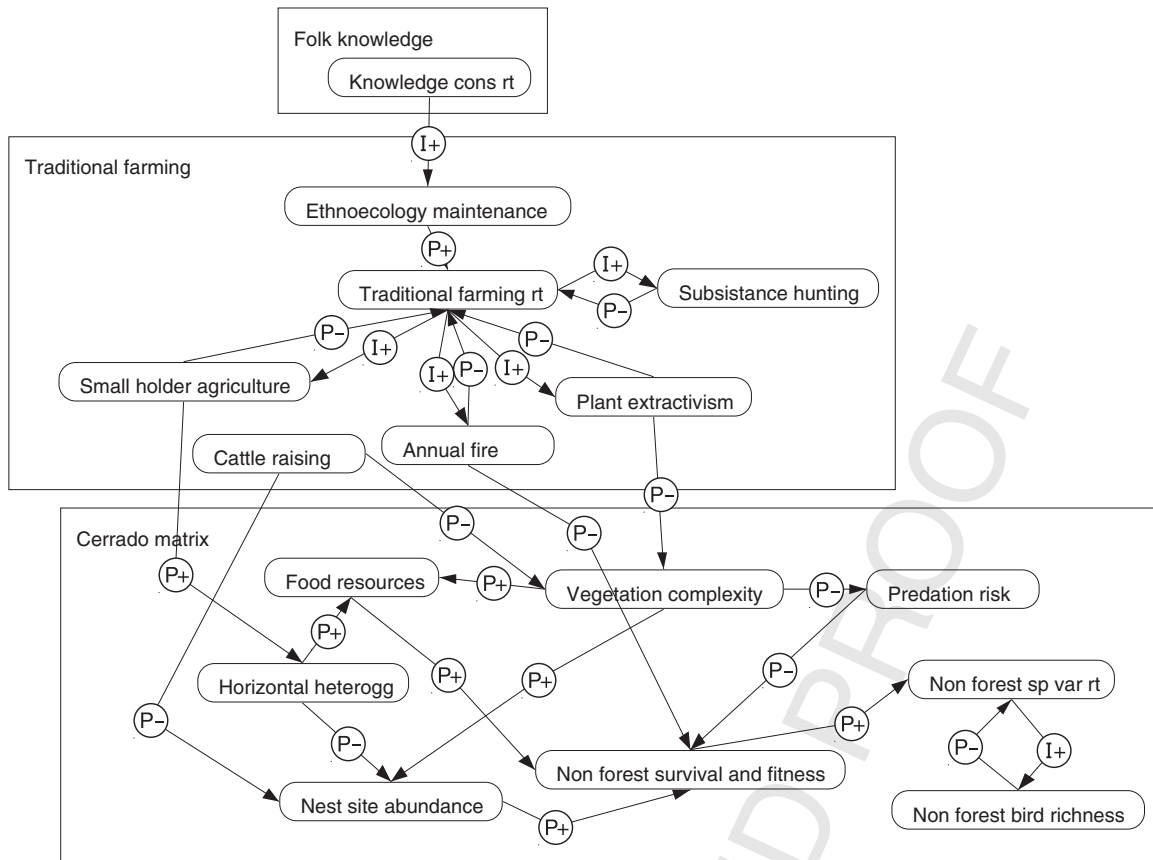 Folk knowledge
Knowledge cons rt
I+
Traditional farming
Ethnoecology maintenance
P+
Traditional farming rt
I+
P−
Subsistance hunting
P−
I+
I+
P−
I+
P−
Small holder agriculture
Plant extractivism
Cattle raising
Annual fire
P−
P−
P−
Cerrado matrix
P+
Food resources
P+
Vegetation complexity
P−
Predation risk
P+
Horizontal heterogg
P+
P+
P−
Non forest sp var rt
P−
P−
P+
P−
I+
Non forest survival and fitness
Nest site abundance
P+
Non forest bird richness
D PROOF